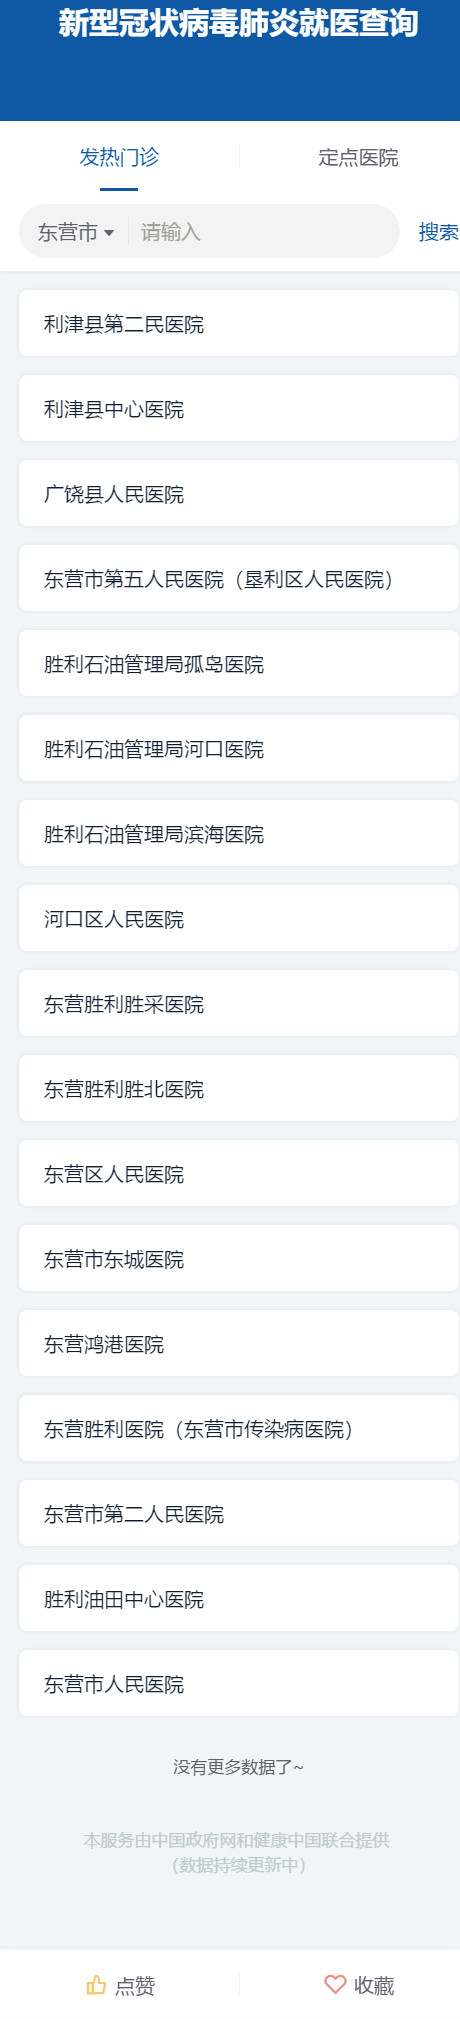 新型冠状病毒肺炎就医查询
发热门诊
定点医院
东营市
请输入
搜索
利津县第二民医院
利津县中心医院
广饶县人民医院
东营市第五人民医院（垦利区人民医院）
胜利石油管理局孤岛医院
胜利石油管理局河口医院
胜利石油管理局滨海医院
河口区人民医院
东营胜利胜采医院
东营胜利胜北医院
东营区人民医院
东营市东城医院
东营鸿港医院
东营胜利医院（东营市传染病医院）
东营市第二人民医院
胜利油田中心医院
东营市人民医院
没有更多数据了~
本服务由中国政府网和健康中国联合提供
（数据持续更新中）
点赞
收藏